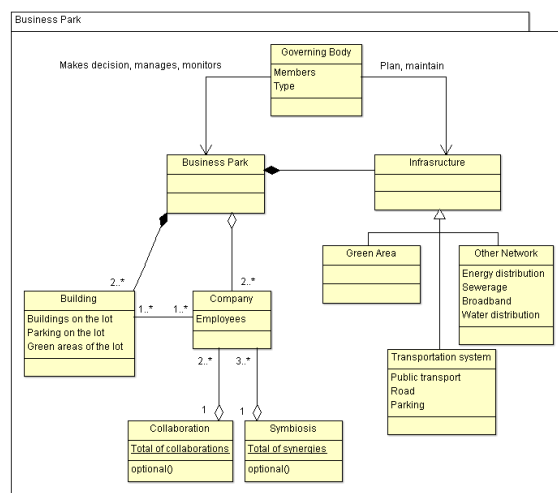 Business Park
Governing Body
Members
Type
Makes decision, manages, monitors
Plan, maintain
Business Park
Infrasructure
Green Area
Other Network
Energy distribution
Sewerage
Broadband
Water distribution
2..*
2..*
Building
Buildings on the lot
Parking on the lot
Green areas of the lot
1..*
1..*
Company
Employees
Transportation system
Public transport
Road
Parking
2..*
3..*
1
1
Collaboration
Total of collaborations
optional()
Symbiosis
Total of synergies
optional()